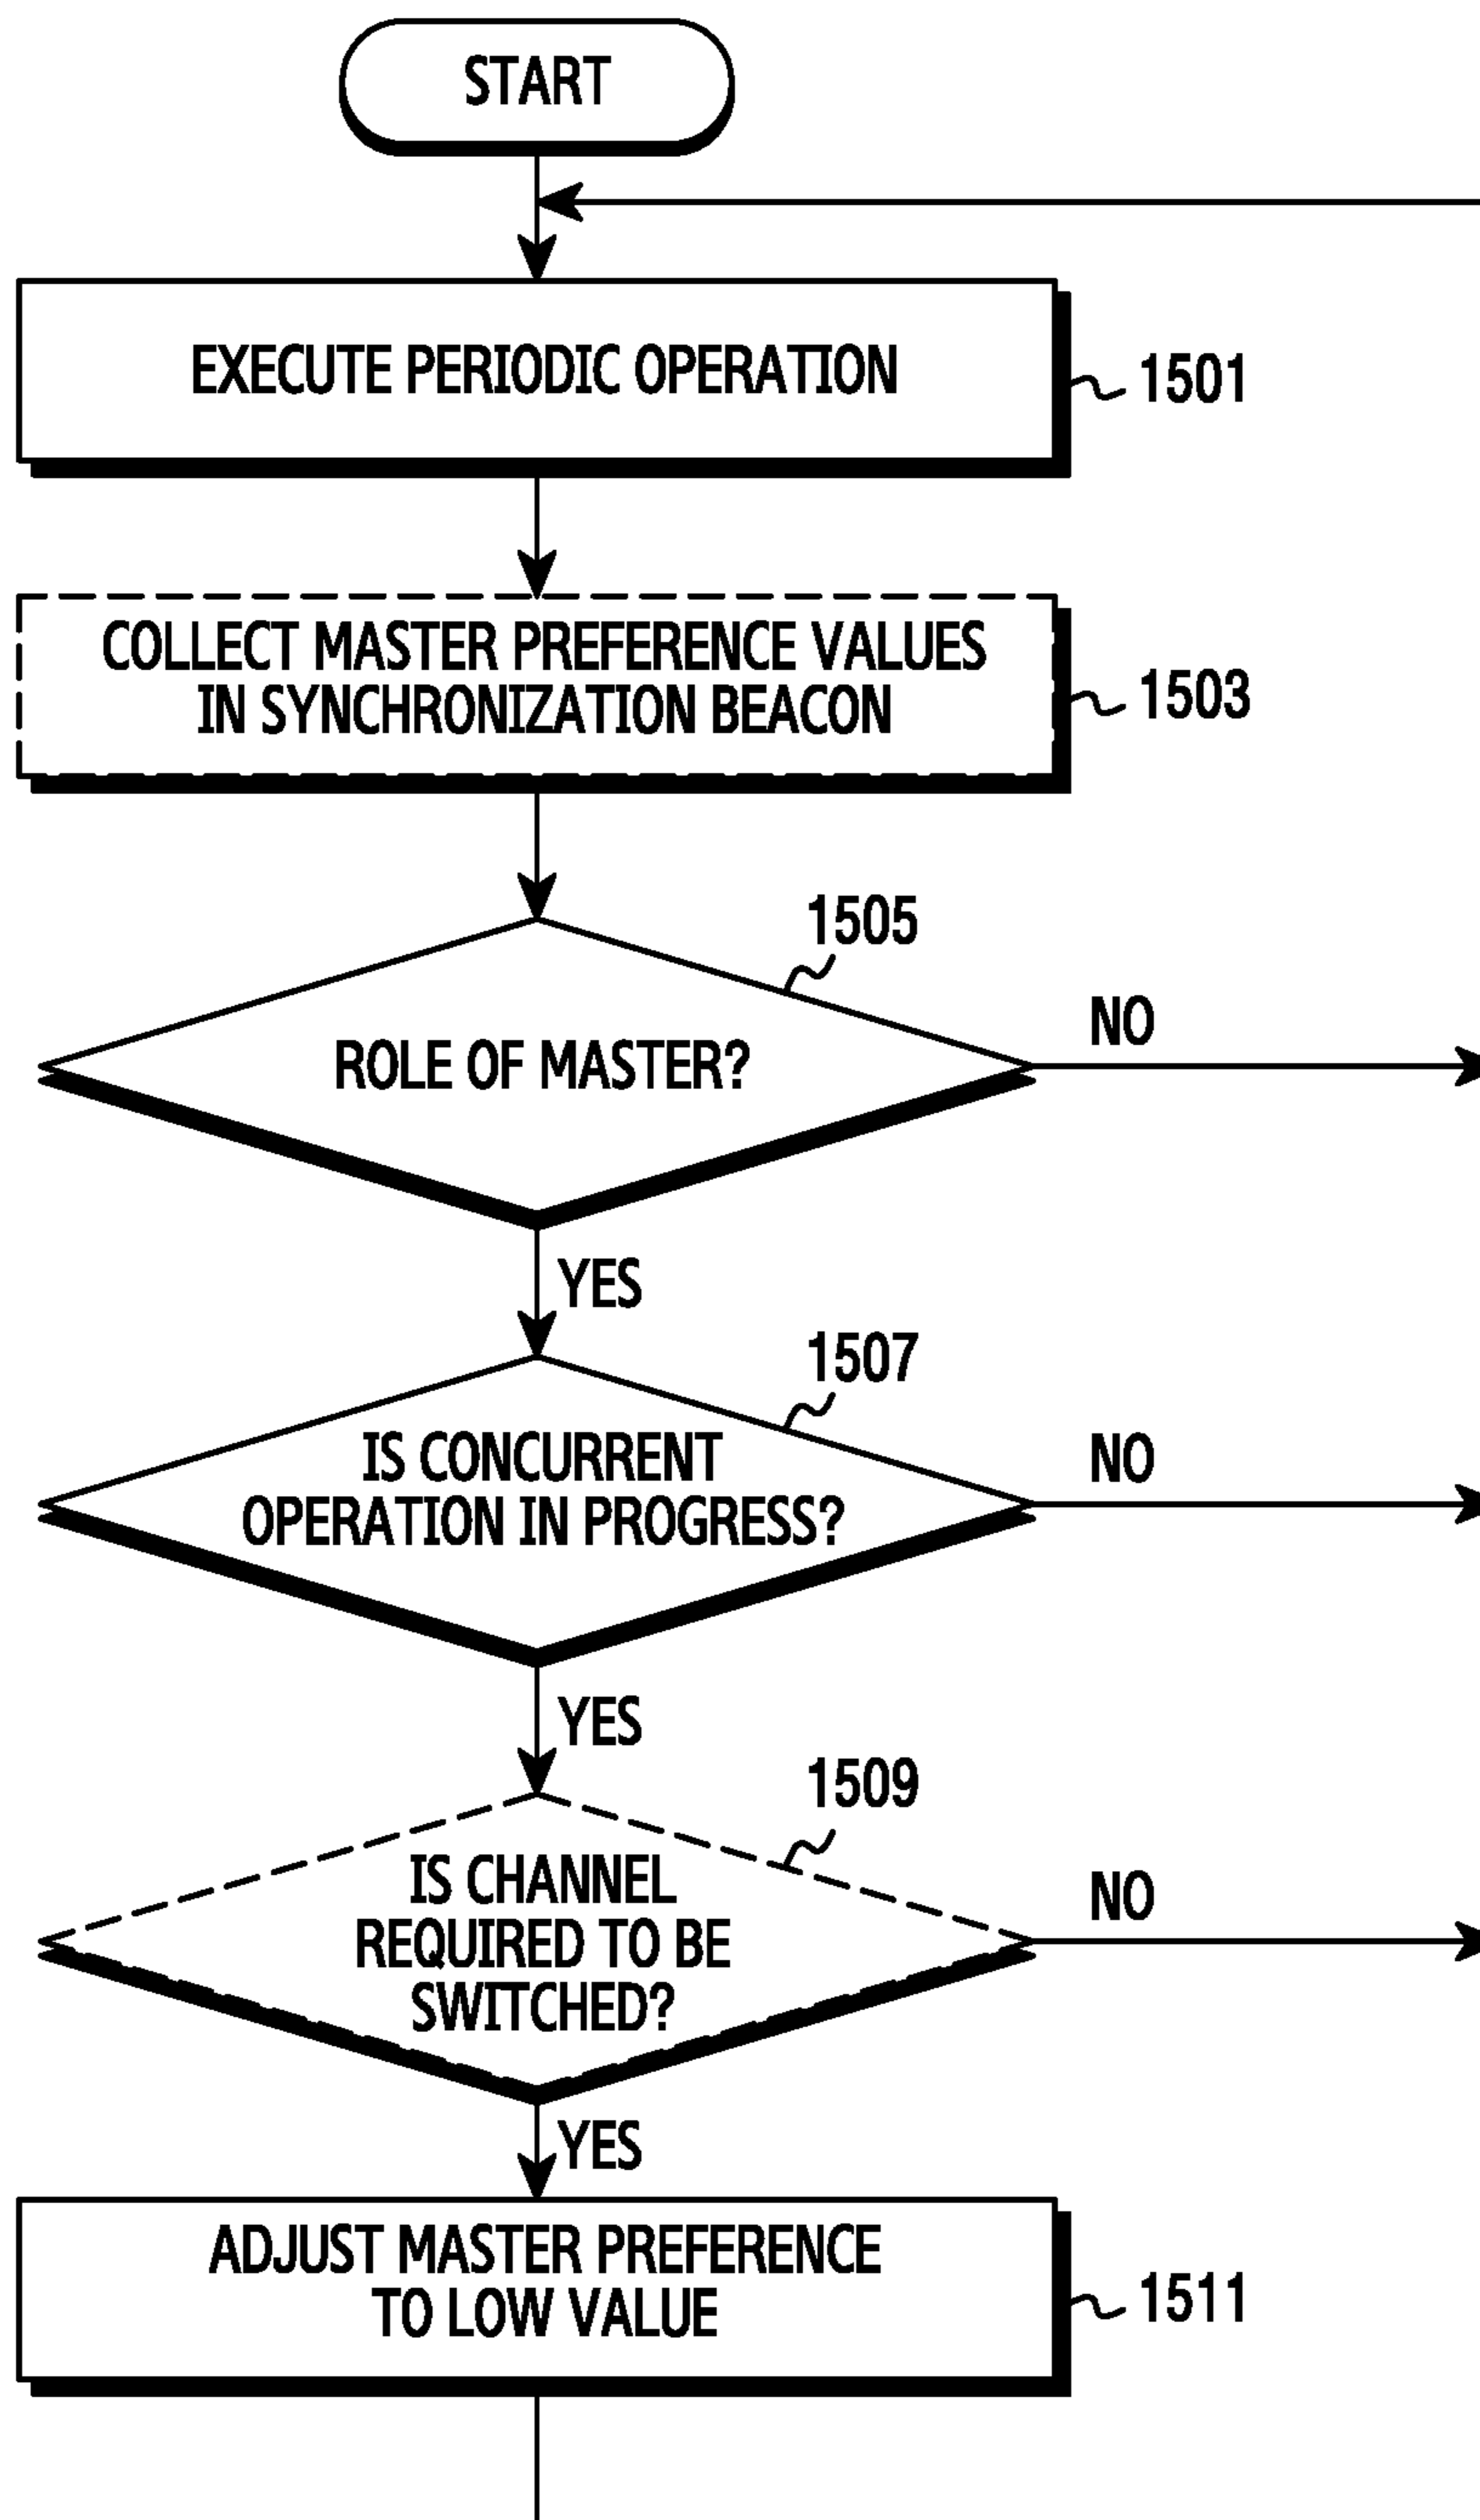 START
EXECUTE PERIODIC OPERATION
1501
COLLECT MASTER PREFERENCE VALUES
IN SYNCHRONIZATION BEACON
1503
1505
ROLE OF MASTER?
NO
YES
1507
IS CONCURRENT
OPERATION IN PROGRESS?
NO
YES
1509
IS CHANNEL
REQUIRED TO BE
SWITCHED?
NO
YES
ADJUST MASTER PREFERENCE
TO LOW VALUE
1511